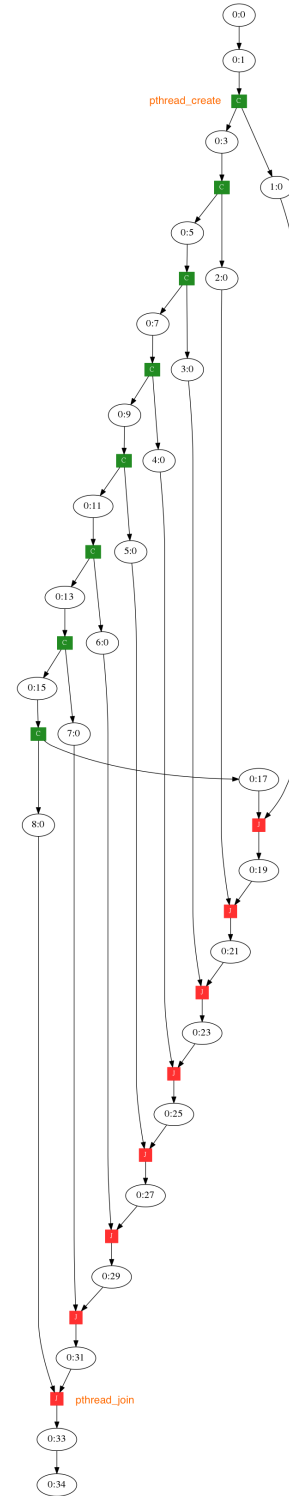 0:0
0:1
pthread_create C
0:3
1:0
C
0:5
2:0
C
0:7
3:0
C
0:9
4:0
C
0:11
5:0
C
0:13
6:0
C
0:15
7:0
C
0:17
8:0
J
0:19
J
0:21
J
0:23
J
0:25
J
0:27
J
0:29
J
0:31
J pthread_join
0:33
0:34